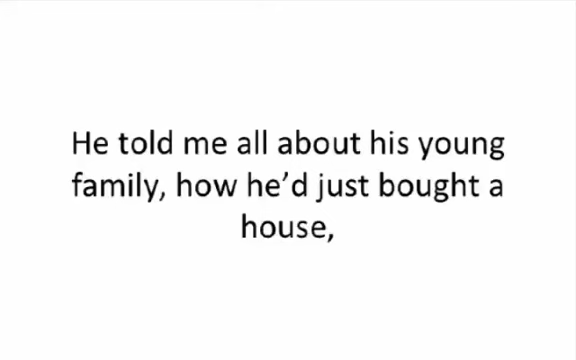 He told me all about his young
family, how he’d just bought a
house,